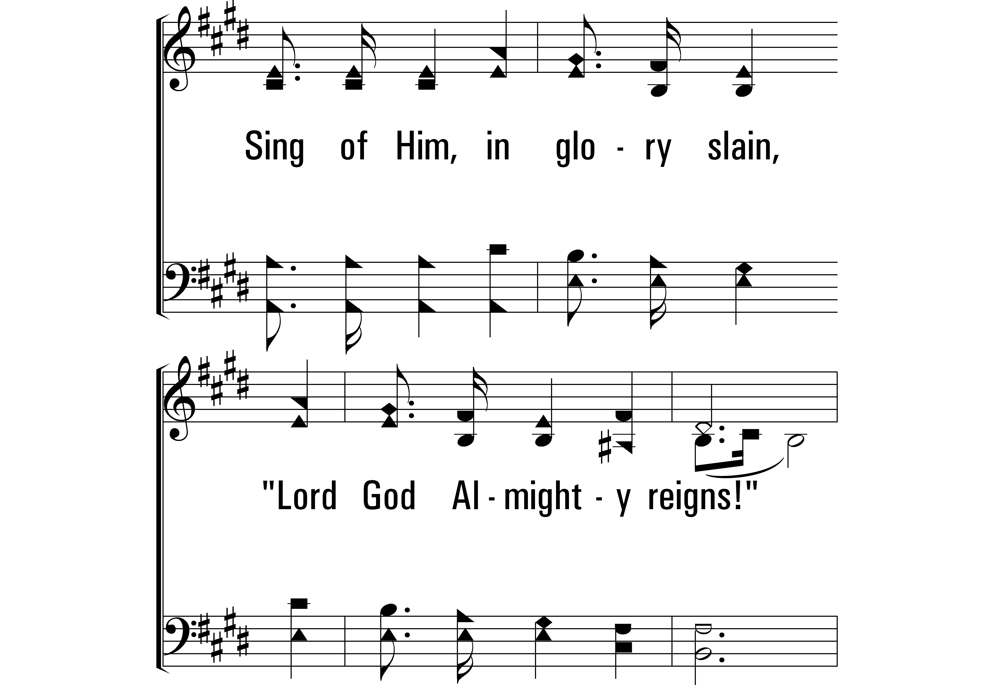 Sing of Him, in glo - ry slain,
"Lord God Al - might - y reigns!"